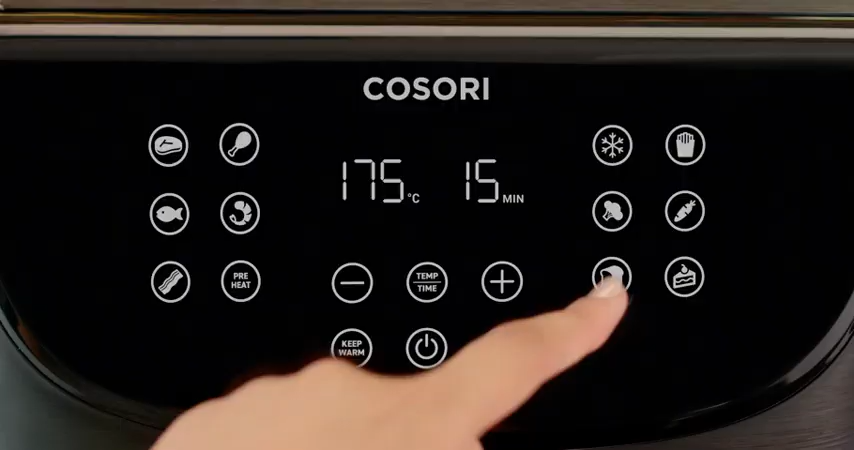 COSORI
175°C 15 MIN
PRE
HEAT
TEMP
TIME
KEEP
WARM